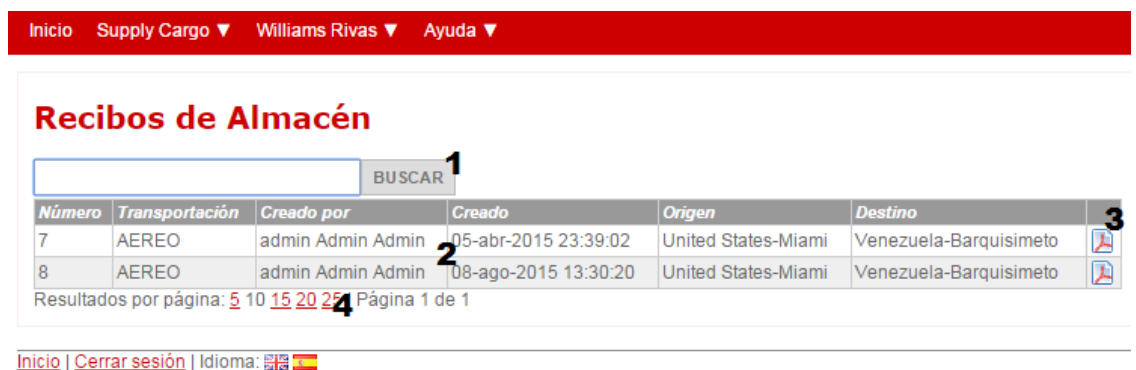 Inicio Supply Cargo ▼ Williams Rivas ▼ Ayuda ▼
Recibos de Almacén
BUSCAR 1
Número Transportación Creado por Creado Origen Destino 3
7 AEREO admin Admin Admin 05-abr-2015 23:39:02 United States-Miami Venezuela-Barquisimeto
2
8 AEREO admin Admin Admin 08-ago-2015 13:30:20 United States-Miami Venezuela-Barquisimeto
Resultados por página: 5 10 15 20 25 4 Página 1 de 1
Inicio | Cerrar sesión | Idioma: